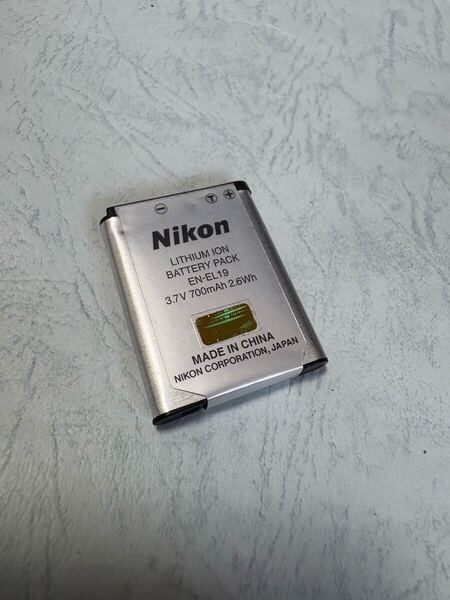 ⊖ Ⓣ ⊕
Nikon
LITHIUM ION
BATTERY PACK
EN-EL19
3.7V 700mAh 2.6Wh
MADE IN CHINA
NIKON CORPORATION, JAPAN